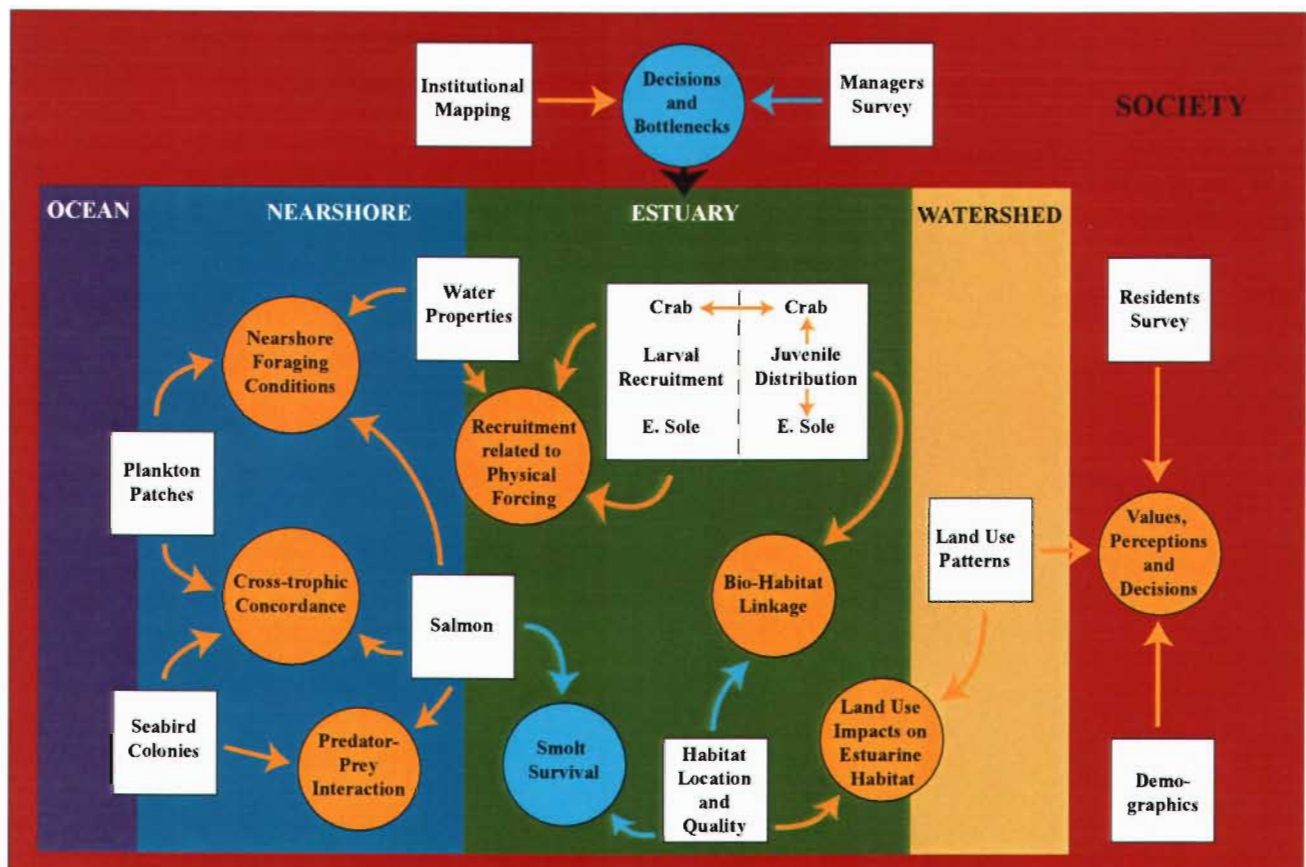 Institutional
Mapping
Decisions
and
Bottlenecks
Managers
Survey
SOCIETY
OCEAN
NEARSHORE
ESTUARY
WATERSHED
Water
Properties
Crab
Crab
Larval
Recruitment
Juvenile
Distribution
E. Sole
E. Sole
Residents
Survey
Nearshore
Foraging
Conditions
Recruitment
related to
Physical
Forcing
Plankton
Patches
Land Use
Patterns
Values,
Perceptions
and
Decisions
Cross-trophic
Concordance
Salmon
Bio-Habitat
Linkage
Seabird
Colonies
Predator-
Prey
Interaction
Smolt
Survival
Habitat
Location
and
Quality
Land Use
Impacts on
Estuarine
Habitat
Demo-
graphics